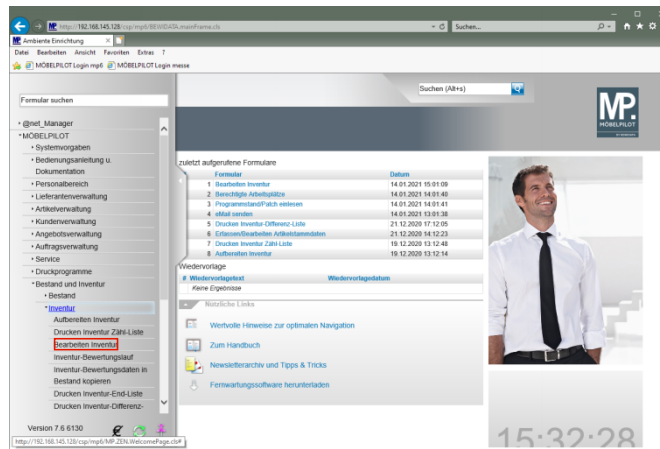 http://192.168.145.128/csp/mp6/BEWIDATA.mainFrame.cls
Suchen...
Ambiente Einrichtung
Datei Bearbeiten Ansicht Favoriten Extras ?
MÖBELPILOT Login mp6 MÖBELPILOT Login messe
Suchen (Alt+s)
Formular suchen
MP.
MÖBELPILOT
@net_Manager
MÖBELPILOT
Systemvorgaben
Bedienungsanleitung u.
Dokumentation
Personalbereich
Lieferantenverwaltung
Artikelverwaltung
Kundenverwaltung
Angebotsverwaltung
Auftragsverwaltung
Service
Druckprogramme
Bestand und Inventur
Bestand
Inventur
Aufbereiten Inventur
Drucken Inventur Zähl-Liste
Bearbeiten Inventur
Inventur-Bewertungslauf
Inventur-Bewertungsdaten in
Bestand kopieren
Drucken Inventur-End-Liste
Drucken Inventur-Differenz-
Version 7.6 6130
http://192.168.145.128/csp/mp6/MP.ZEN.WelcomePage.cls#
zuletzt aufgerufene Formulare
Formular Datum
1 Bearbeiten Inventur 14.01.2021 15:01:09
2 Berechtigte Arbeitsplätze 14.01.2021 14:01:40
3 Programmstand/Patch einlesen 14.01.2021 14:01:41
4 eMail senden 14.01.2021 13:01:38
5 Drucken Inventur-Differenz-Liste 21.12.2020 17:12:05
6 Erfassen/Bearbeiten Artikelstammdaten 21.12.2020 14:12:23
7 Drucken Inventur Zähl-Liste 19.12.2020 13:12:48
8 Aufbereiten Inventur 19.12.2020 13:12:14
Wiedervorlage
# Wiedervorlagetext Wiedervorlagedatum
Keine Ergebnisse
Nützliche Links
Wertvolle Hinweise zur optimalen Navigation
Zum Handbuch
Newsletterarchiv und Tipps & Tricks
Fernwartungssoftware herunterladen
15:32:28